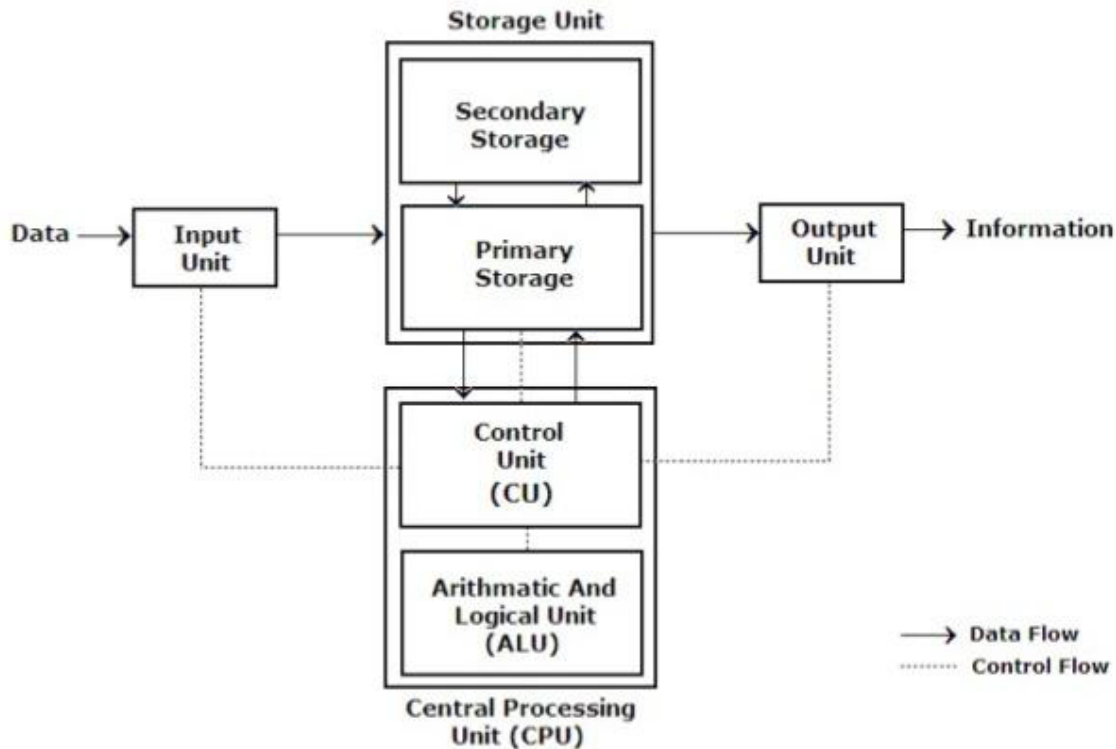 Storage Unit
Secondary
Storage
Data
Input
Unit
Primary
Storage
Output
Unit
Information
Control
Unit
(CU)
Arithmatic And
Logical Unit
(ALU)
Data Flow
Control Flow
Central Processing
Unit (CPU)